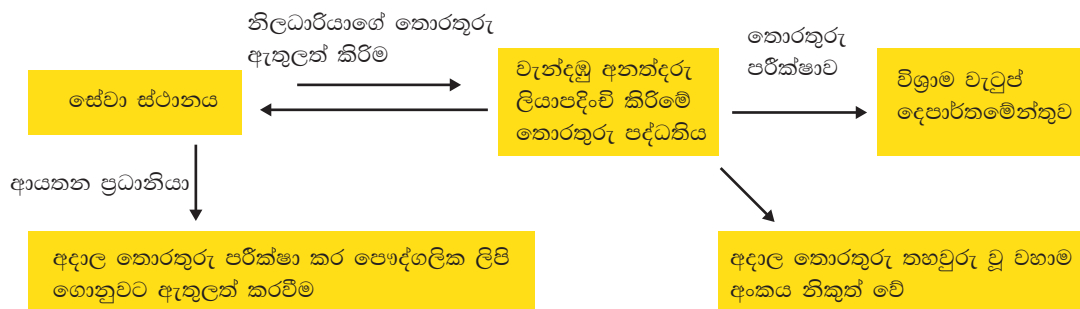 නිලධාරියාගේ තොරතුරු
ඇතුලත් කිරිම
සේවා ස්ථානය
වැන්දඹු අනත්දරු
ලියාපදිංචි කිරිමේ
තොරතුරු පද්ධතිය
තොරතුරු
පරීක්ෂාව
විශ්‍රාම වැටුප්
දෙපාර්තමේන්තුව
ආයතන ප්‍රධානියා
අදාල තොරතුරු පරීක්ෂා කර පෞද්ගලික ලිපි
ගොනුවට ඇතුලත් කරවීම
අදාල තොරතුරු තහවුරු වූ වහාම
අංකය නිකුත් වේ